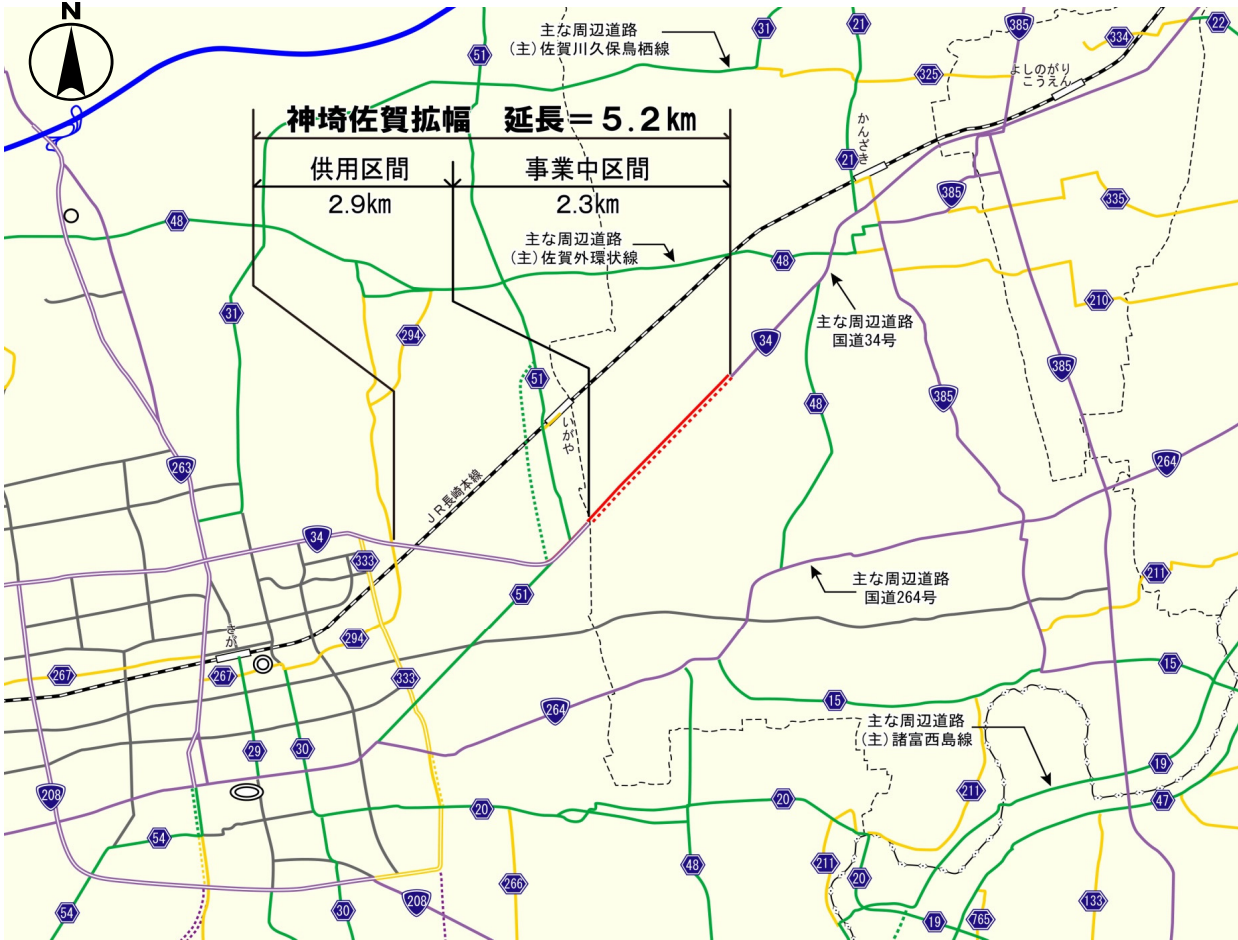 N
主な周辺道路
(主)佐賀川久保鳥栖線
51
31
21
385
334
22
325
よしのがり
こうえん
神埼佐賀拡幅 延長＝5.2km
供用区間
2.9km
事業中区間
2.3km
かんざき
21
385
335
48
主な周辺道路
(主)佐賀外環状線
48
210
31
294
34
主な周辺道路
国道34号
385
51
48
385
いがや
263
JR長崎本線
264
34
333
主な周辺道路
国道264号
211
51
さが
294
267
267
333
15
264
15
主な周辺道路
(主)諸富西島線
29
30
19
208
211
47
20
20
54
211
48
20
266
54
30
208
19
765
133